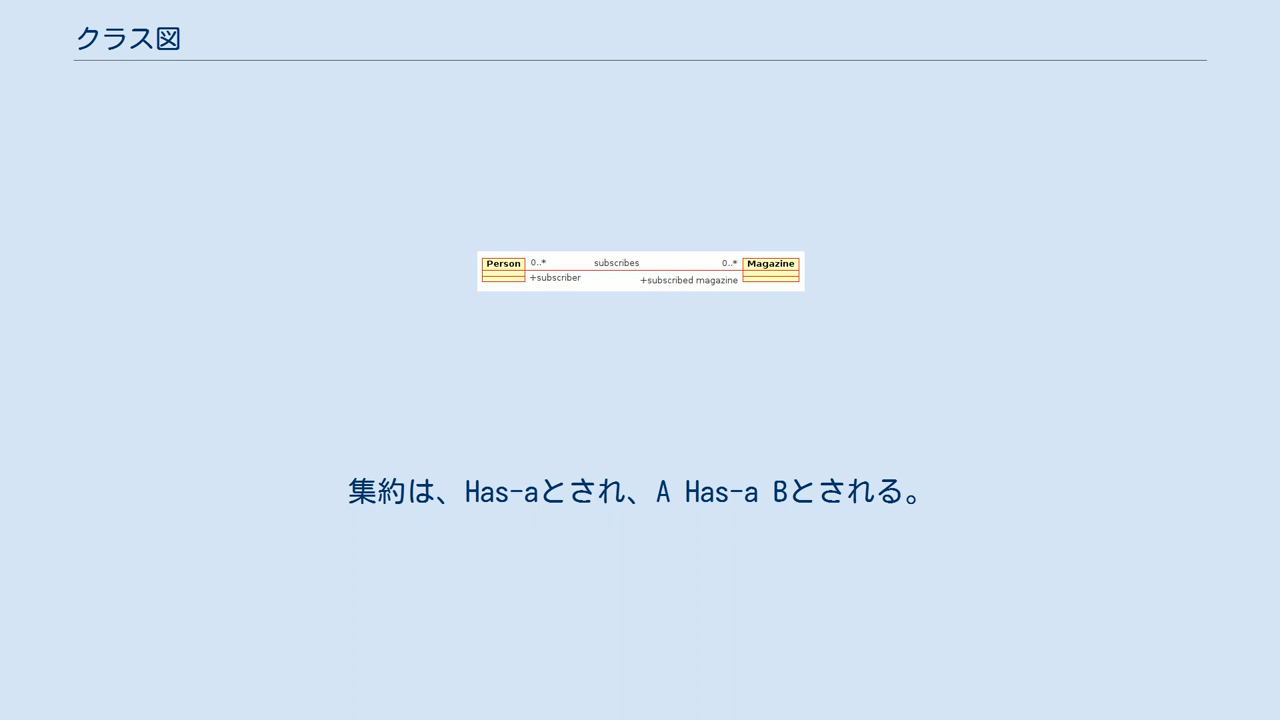 クラス図
Person 0..* subscribes 0..* Magazine
+subscriber +subscribed magazine
集約は、Has-aとされ、A Has-a Bとされる。